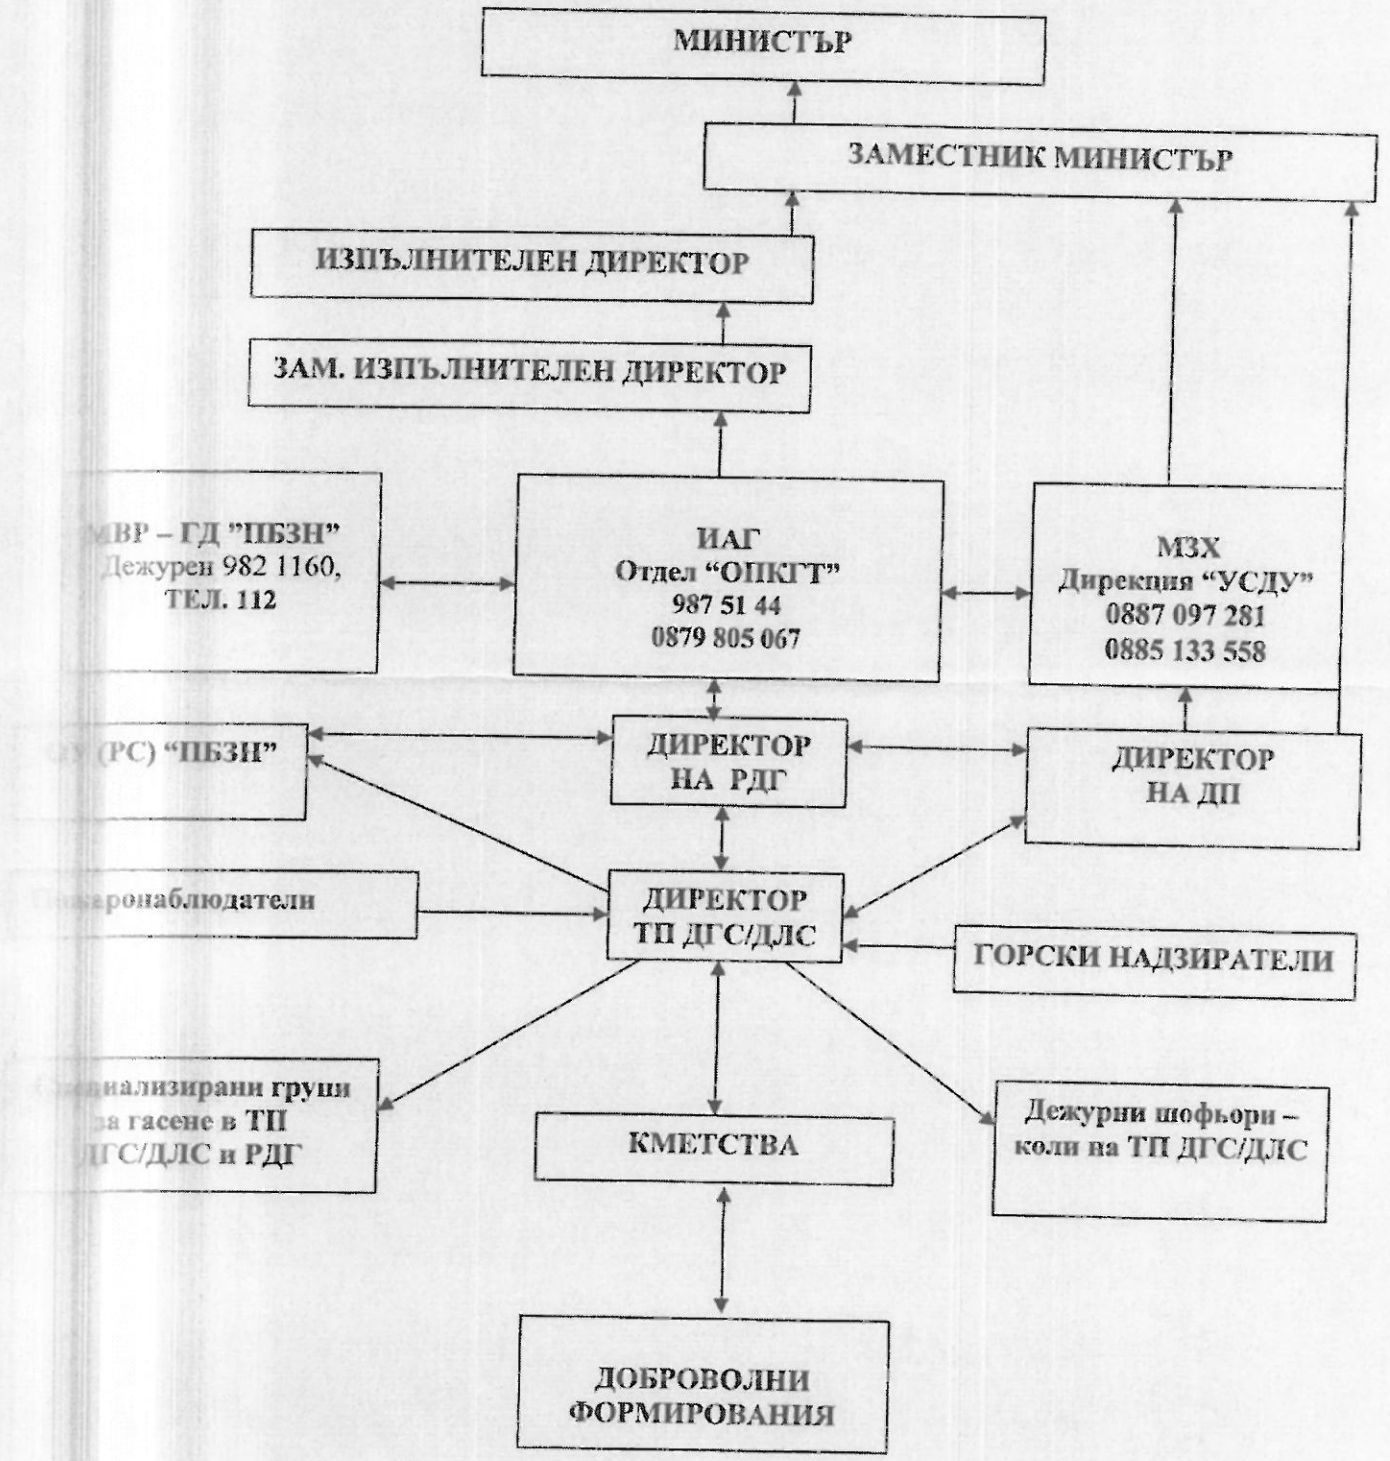 МИНИСТЪР
ЗАМЕСТНИК МИНИСТЪР
ИЗПЪЛНИТЕЛЕН ДИРЕКТОР
ЗАМ. ИЗПЪЛНИТЕЛЕН ДИРЕКТОР
МВР – ГД ”ПБЗН”
Дежурен 982 1160,
ТЕЛ. 112
ИАГ
Отдел “ОПКГТ”
987 51 44
0879 805 067
МЗХ
Дирекция “УСДУ”
0887 097 281
0885 133 558
(РС) “ПБЗН”
ДИРЕКТОР
НА РДГ
ДИРЕКТОР
НА ДП
Пожаронаблюдатели
ДИРЕКТОР
ТП ДГС/ДЛС
ГОРСКИ НАДЗИРАТЕЛИ
Специализирани групи
за гасене в ТП
ДГС/ДЛС и РДГ
КМЕТСТВА
Дежурни шофьори –
коли на ТП ДГС/ДЛС
ДОБРОВОЛНИ
ФОРМИРОВАНИЯ